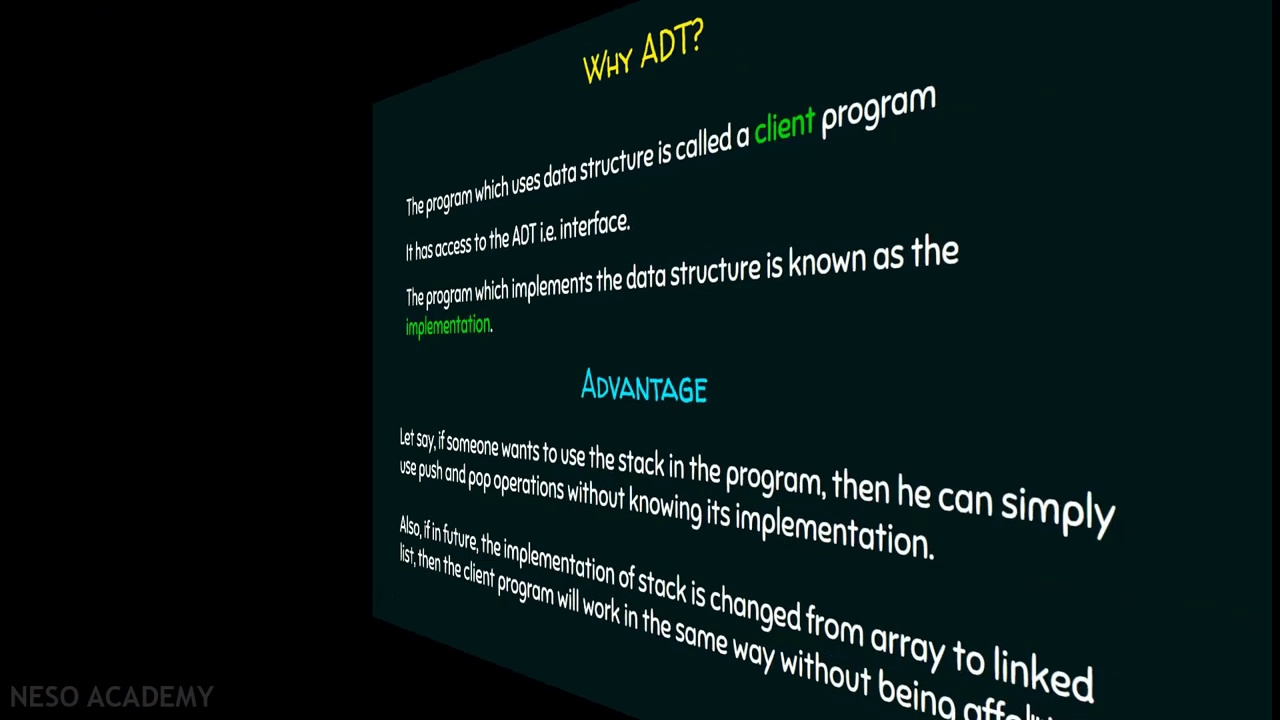 WHY ADT?
The program which uses data structure is called a client program
It has access to the ADT i.e. interface.
The program which implements the data structure is known as the
implementation.
ADVANTAGE
Let say, if someone wants to use the stack in the program, then he can simply
use push and pop operations without knowing its implementation.
Also, if in future, the implementation of stack is changed from array to linked
list, then the client program will work in the same way without being
NESO ACADEMY